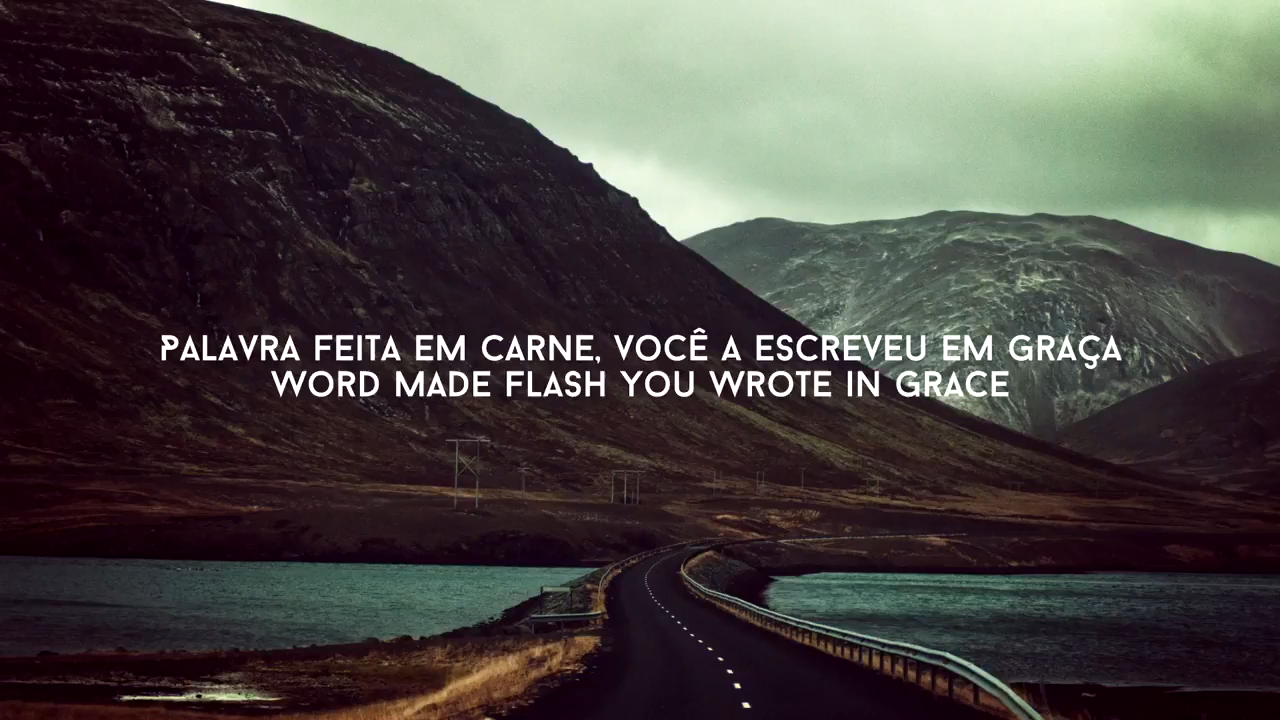 PALAVRA FEITA EM CARNE, VOCÊ A ESCREVEU EM GRAÇA
WORD MADE FLASH YOU WROTE IN GRACE